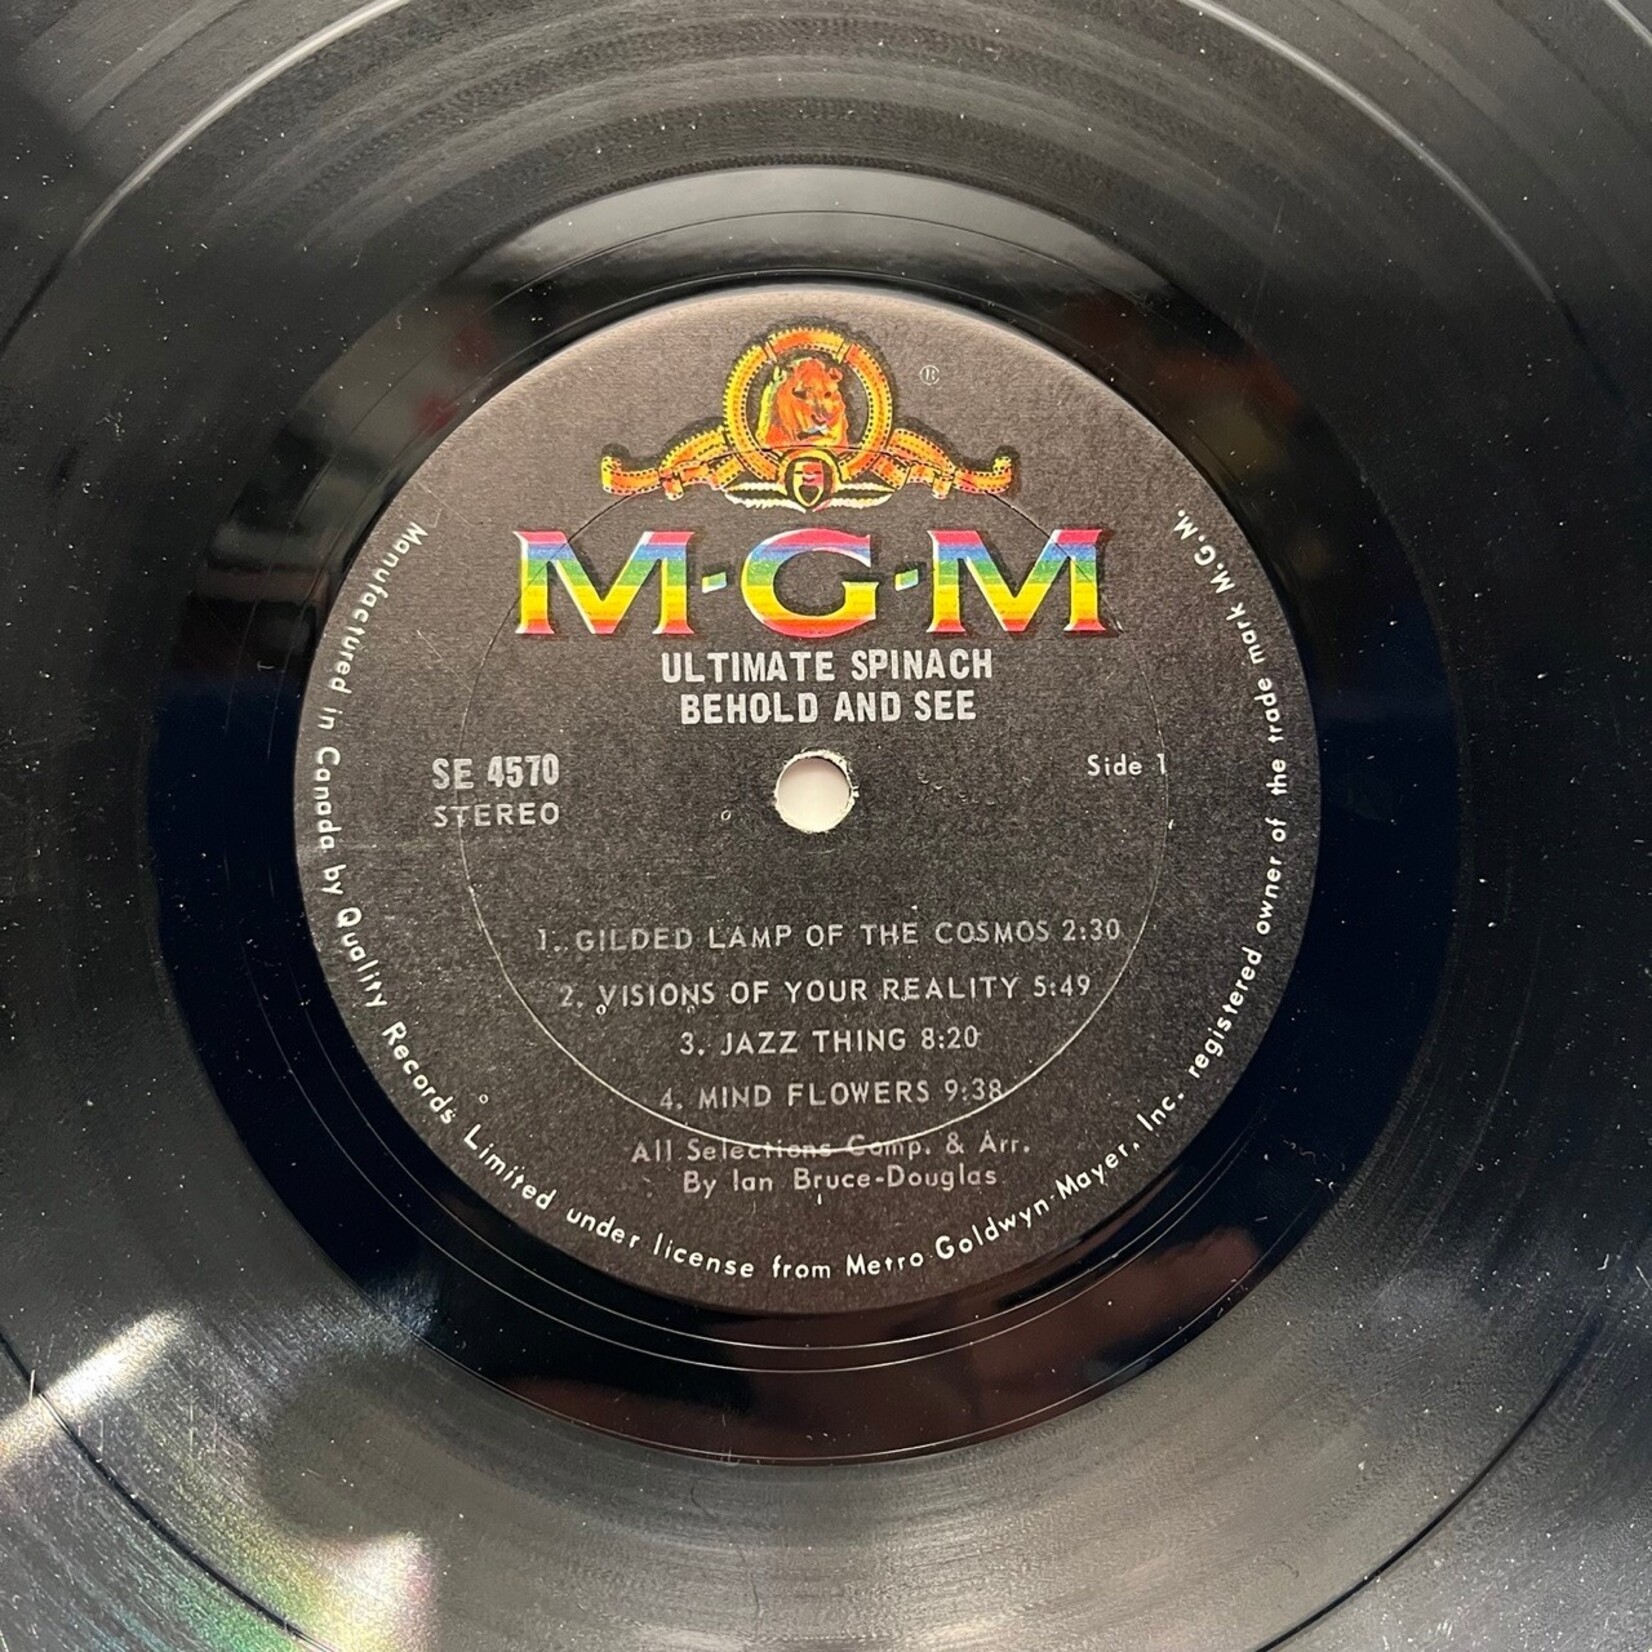 ®
M-G-M
ULTIMATE SPINACH
BEHOLD AND SEE
SE 4570
STEREO
Side 1
1. GILDED LAMP OF THE COSMOS 2:30
2. VISIONS OF YOUR REALITY 5:49
3. JAZZ THING 8:20
4. MIND FLOWERS 9:38
All Selections Comp. & Arr.
By Ian Bruce-Douglas
Manufactured in Canada by Quality Records Limited under license from Metro-Goldwyn-Mayer, Inc. registered owner of the trade mark M.G.M.